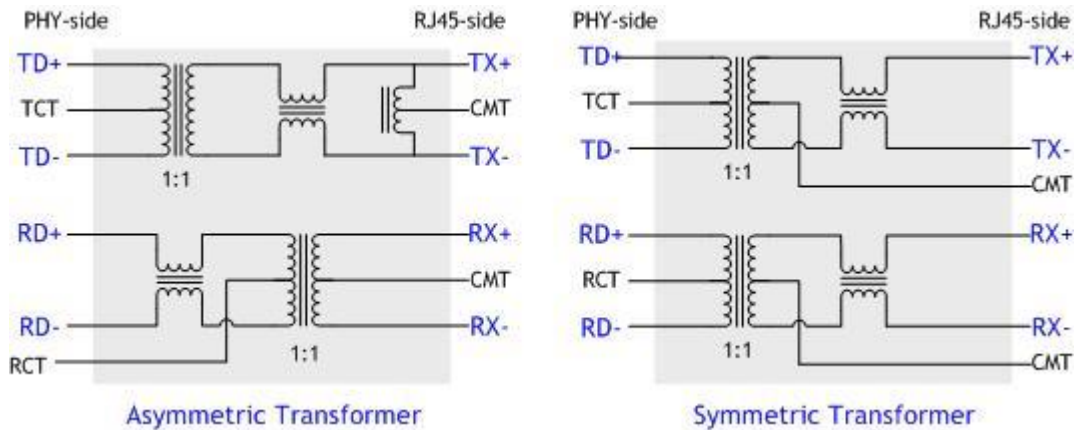 PHY-side RJ45-side
TD+ TX+
TCT CMT
TD- TX-
1:1
RD+ RX+
CMT
RD- RX-
RCT 1:1
Asymmetric Transformer
PHY-side RJ45-side
TD+ TX+
TCT
TD- TX-
1:1 CMT
RD+ RX+
RCT
RD- RX-
1:1 CMT
Symmetric Transformer